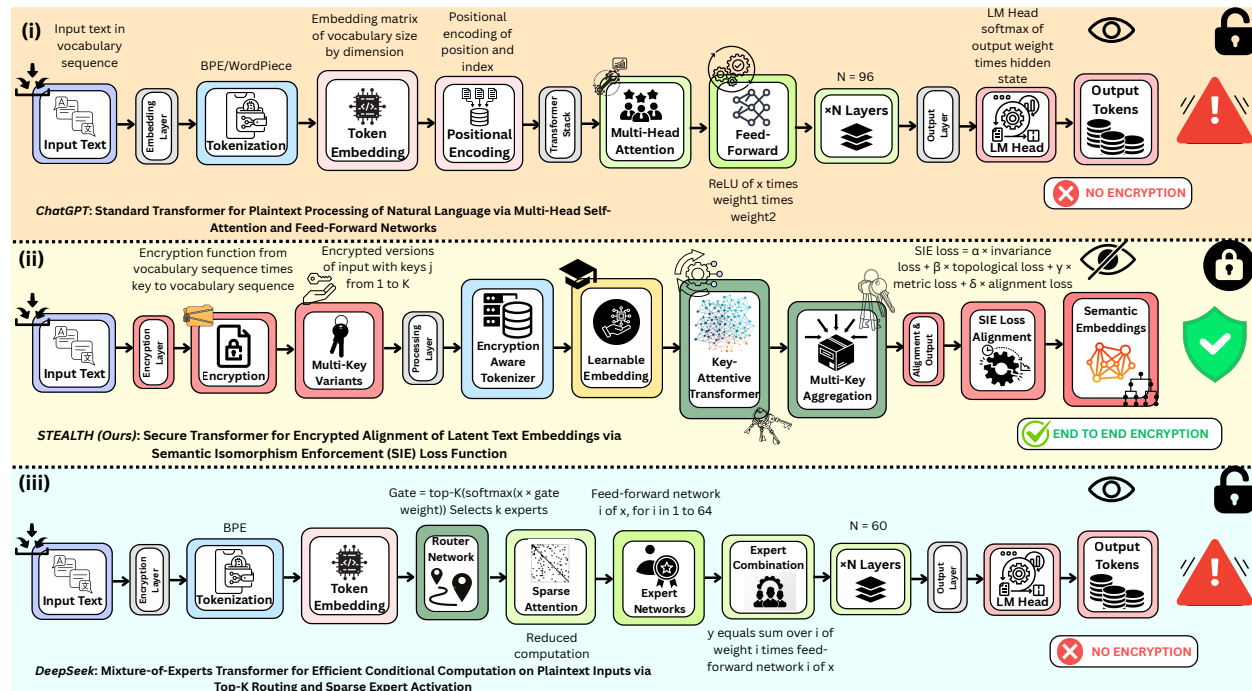 (i)
Input text in
vocabulary
sequence
BPE/WordPiece
Embedding matrix
of vocabulary size
by dimension
Positional
encoding of
position and
index
N = 96
LM Head
softmax of
output weight
times hidden
state
Input Text
Embedding
Layer
Tokenization
Token
Embedding
Positional
Encoding
Transformer
Stack
Multi-Head
Attention
Feed-
Forward
×N Layers
Output
Layer
LM Head
Output
Tokens
ReLU of x times
weight1 times
weight2
NO ENCRYPTION
ChatGPT: Standard Transformer for Plaintext Processing of Natural Language via Multi-Head Self-
Attention and Feed-Forward Networks
(ii)
Encryption function from
vocabulary sequence times
key to vocabulary sequence
Encrypted versions
of input with keys j
from 1 to K
SIE loss = α × invariance
loss + β × topological loss + γ ×
metric loss + δ × alignment loss
Input Text
Encryption
Layer
Encryption
Multi-Key
Variants
Processing
Layer
Encryption
Aware
Tokenizer
Learnable
Embedding
Key-
Attentive
Transformer
Multi-Key
Aggregation
Alignment &
Output
SIE Loss
Alignment
Semantic
Embeddings
END TO END ENCRYPTION
STEALTH (Ours): Secure Transformer for Encrypted Alignment of Latent Text Embeddings via
Semantic Isomorphism Enforcement (SIE) Loss Function
(iii)
BPE
Gate = top-K(softmax(x × gate
weight)) Selects k experts
Feed-forward network
i of x, for i in 1 to 64
N = 60
Input Text
Encryption
Layer
Tokenization
Token
Embedding
Router
Network
Sparse
Attention
Expert
Networks
Expert
Combination
×N Layers
Output
Layer
LM Head
Output
Tokens
Reduced
computation
y equals sum over i of
weight i times feed-
forward network i of x
NO ENCRYPTION
DeepSeek: Mixture-of-Experts Transformer for Efficient Conditional Computation on Plaintext Inputs via
Top-K Routing and Sparse Expert Activation